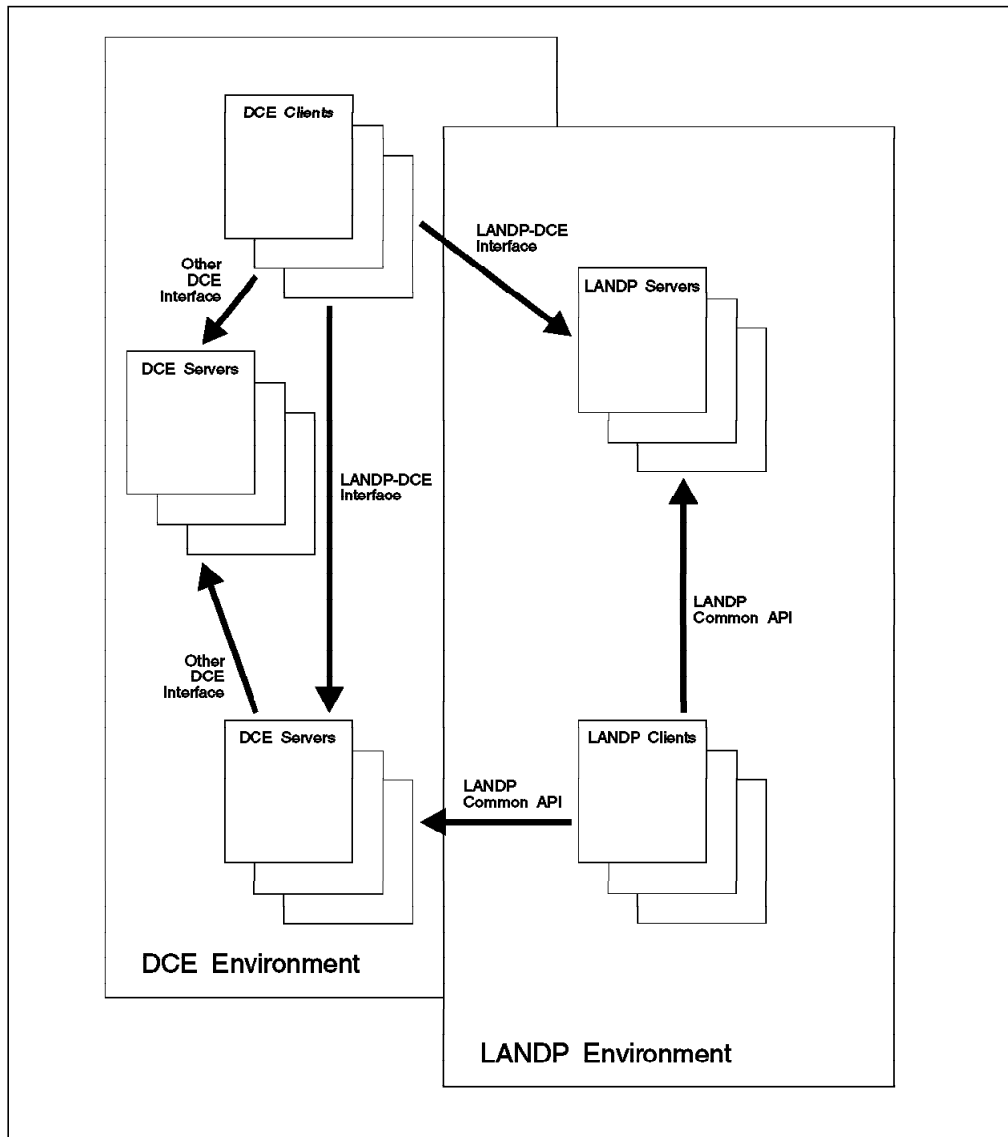 DCE Clients
LANDP-DCE
Interface
Other
DCE
Interface
LANDP Servers
DCE Servers
LANDP-DCE
Interface
LANDP
Common API
Other
DCE
Interface
DCE Servers
LANDP Clients
LANDP
Common API
DCE Environment
LANDP Environment